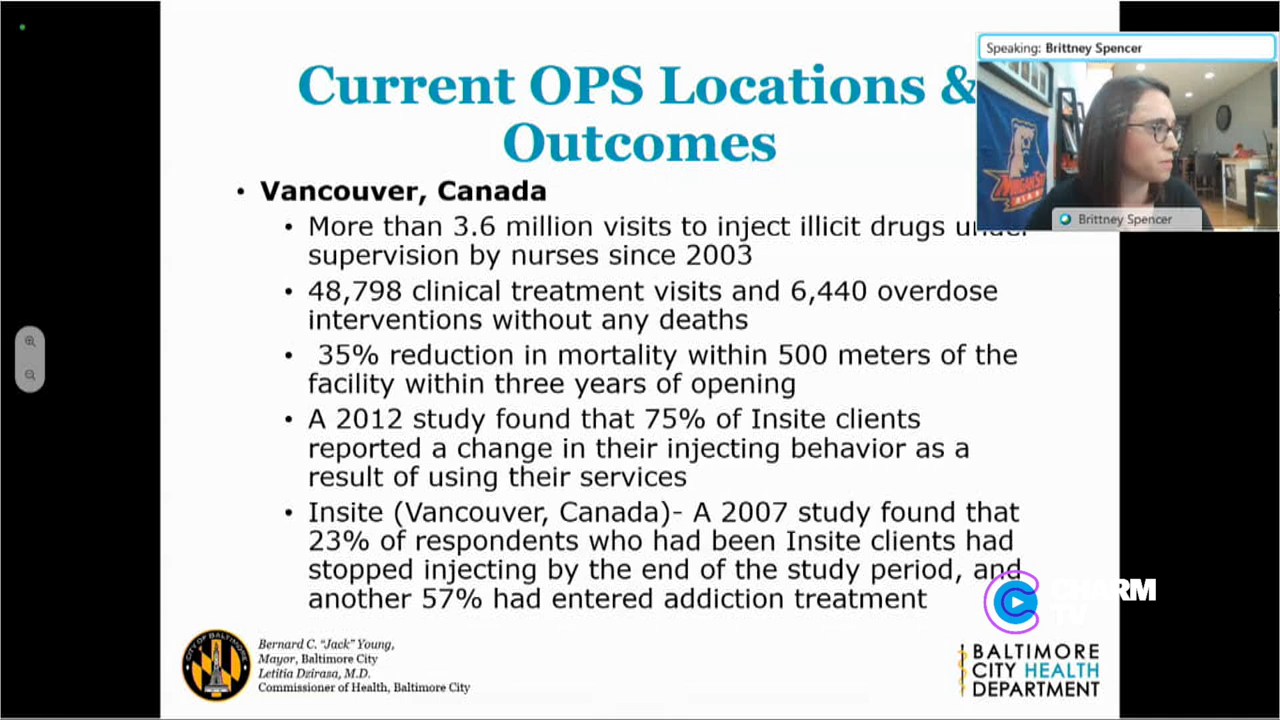 Current OPS Locations &
Outcomes
Speaking: Brittney Spencer
Brittney Spencer
• Vancouver, Canada
• More than 3.6 million visits to inject illicit drugs
supervision by nurses since 2003
• 48,798 clinical treatment visits and 6,440 overdose
interventions without any deaths
• 35% reduction in mortality within 500 meters of the
facility within three years of opening
• A 2012 study found that 75% of Insite clients
reported a change in their injecting behavior as a
result of using their services
• Insite (Vancouver, Canada)- A 2007 study found that
23% of respondents who had been Insite clients had
stopped injecting by the end of the study period, and
another 57% had entered addiction treatment
CHARM
TV
CITY OF BALTIMORE
Bernard C. "Jack" Young,
Mayor, Baltimore City
Letitia Dzirasa, M.D.
Commissioner of Health, Baltimore City
BALTIMORE
CITY HEALTH
DEPARTMENT